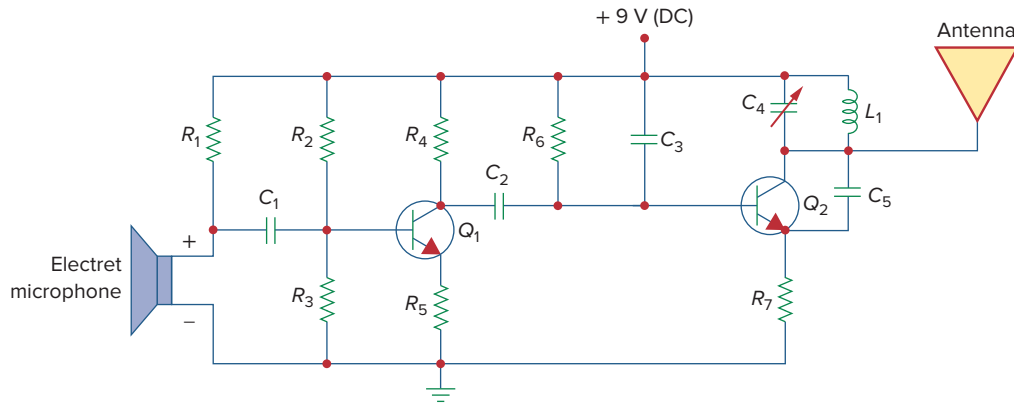 + 9 V (DC)
Antenna
R1
R2
R4
R6
C3
C4
L1
C1
C2
Q1
Q2
C5
+
Electret
microphone
−
R3
R5
R7